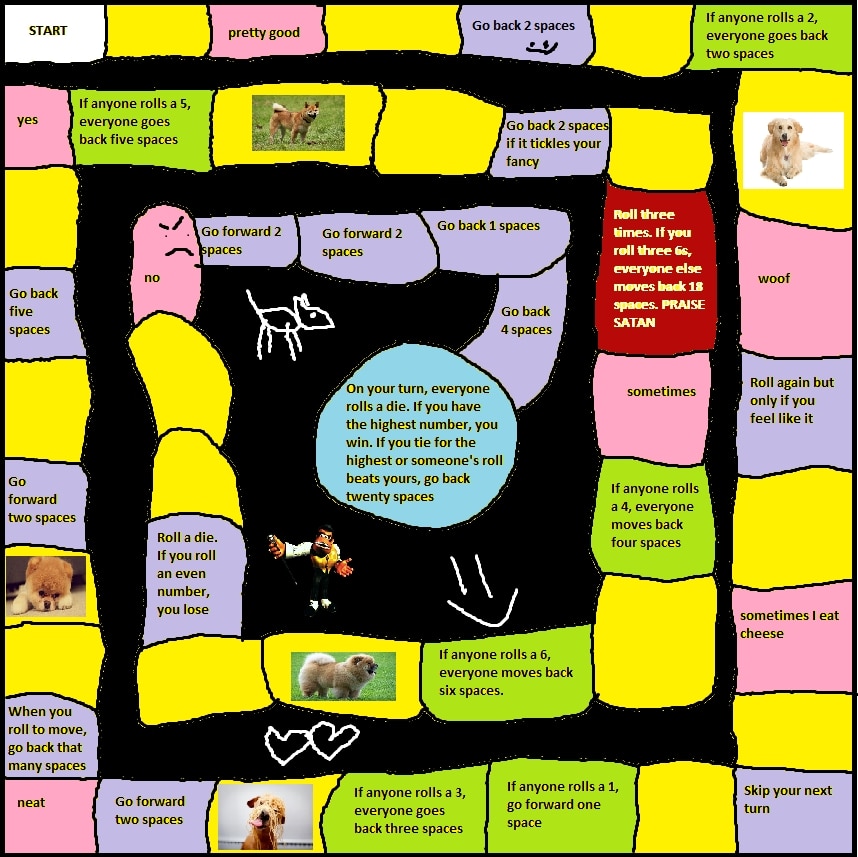 START
pretty good
Go back 2 spaces
If anyone rolls a 2,
everyone goes back
two spaces
yes
If anyone rolls a 5,
everyone goes
back five spaces
Go back 2 spaces
if it tickles your
fancy
Roll three
times. If you
roll three 6s,
everyone else
moves back 18
spaces. PRAISE
SATAN
woof
no
Go forward 2
spaces
Go forward 2
spaces
Go back 1 spaces
Go back
4 spaces
Go back
five
spaces
sometimes
Roll again but
only if you
feel like it
On your turn, everyone
rolls a die. If you have
the highest number, you
win. If you tie for the
highest or someone's roll
beats yours, go back
twenty spaces
Go
forward
two spaces
If anyone rolls
a 4, everyone
moves back
four spaces
Roll a die.
If you roll
an even
number,
you lose
sometimes I eat
cheese
If anyone rolls a 6,
everyone moves back
six spaces.
When you
roll to move,
go back that
many spaces
neat
Go forward
two spaces
If anyone rolls a 3,
everyone goes
back three spaces
If anyone rolls a 1,
go forward one
space
Skip your next
turn